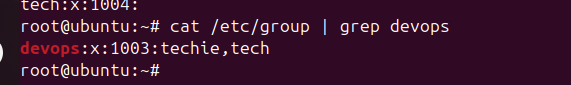 tech:x:1004:
root@ubuntu:~# cat /etc/group | grep devops
devops:x:1003:techie,tech
root@ubuntu:~#